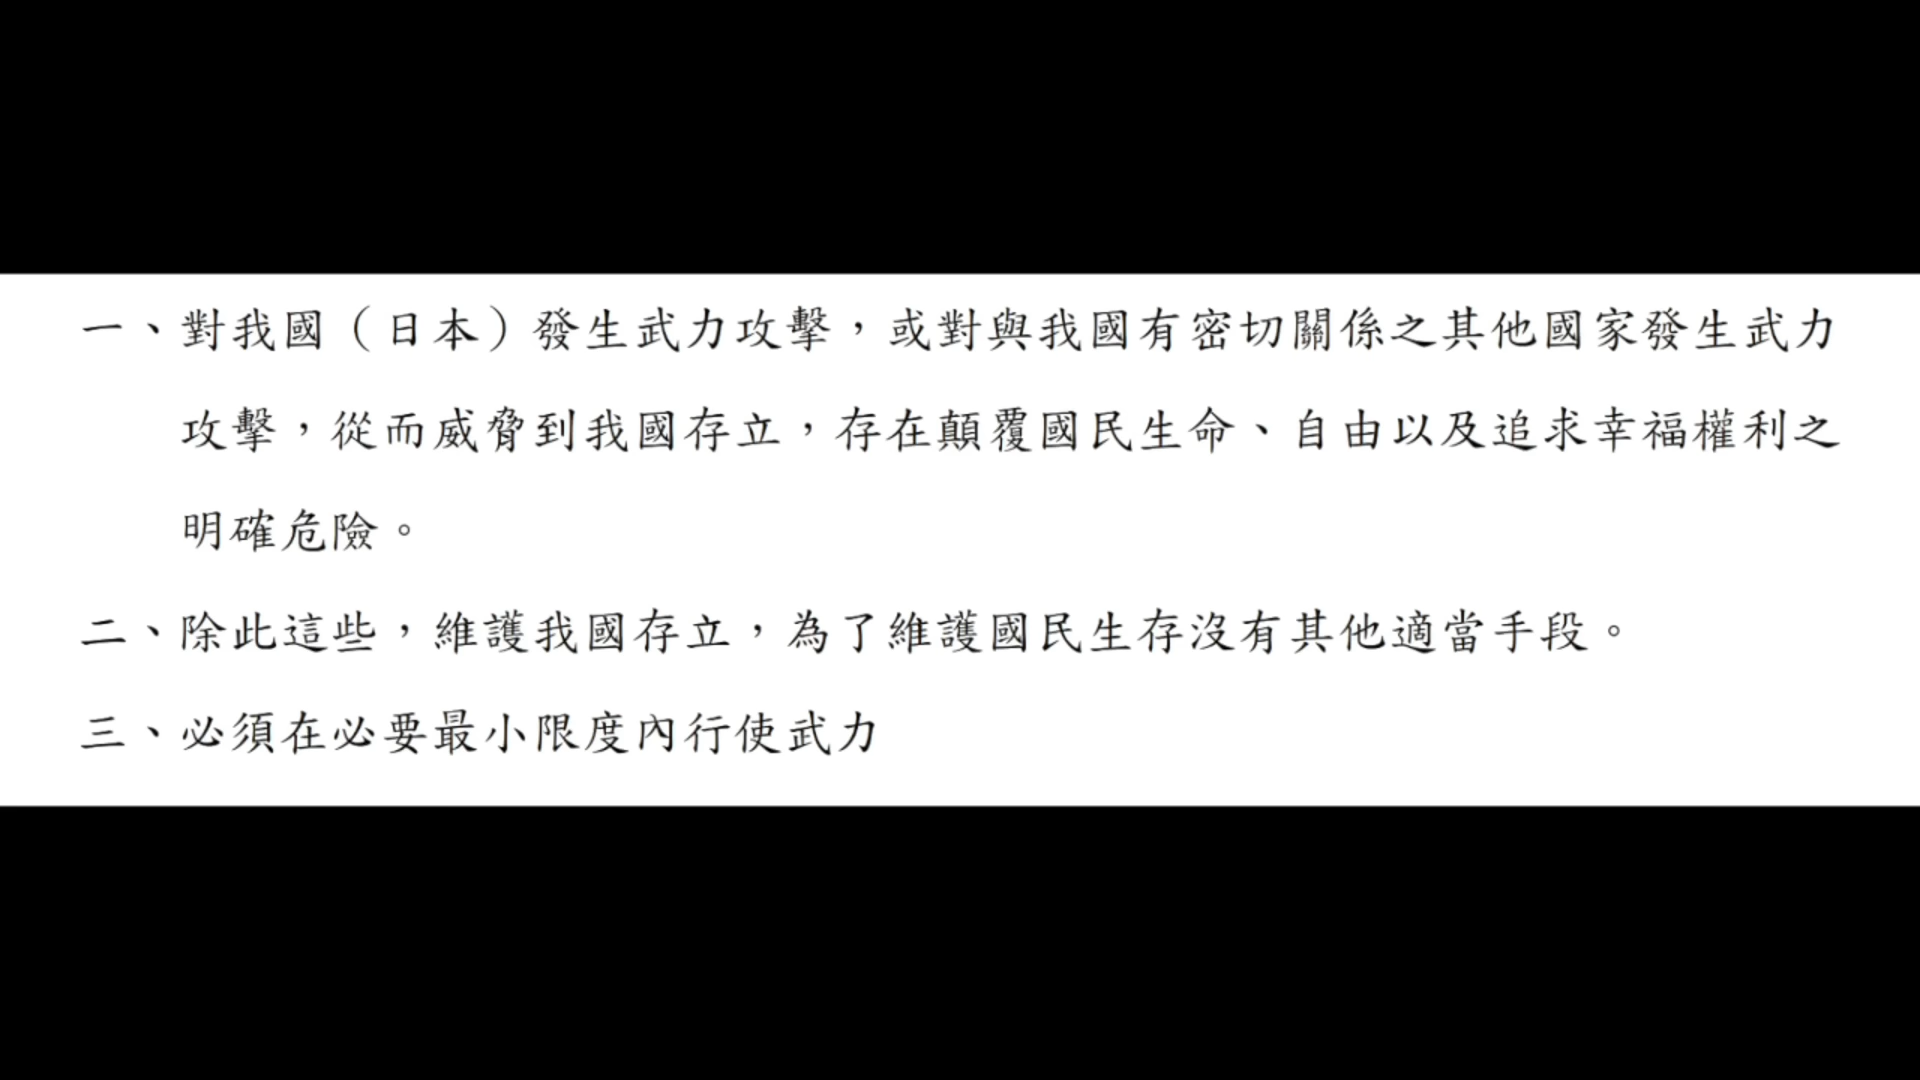 一、對我國（日本）發生武力攻擊，或對與我國有密切關係之其他國家發生武力
攻擊，從而威脅到我國存立，存在顛覆國民生命、自由以及追求幸福權利之
明確危險。
二、除此這些，維護我國存立，為了維護國民生存沒有其他適當手段。
三、必須在必要最小限度內行使武力